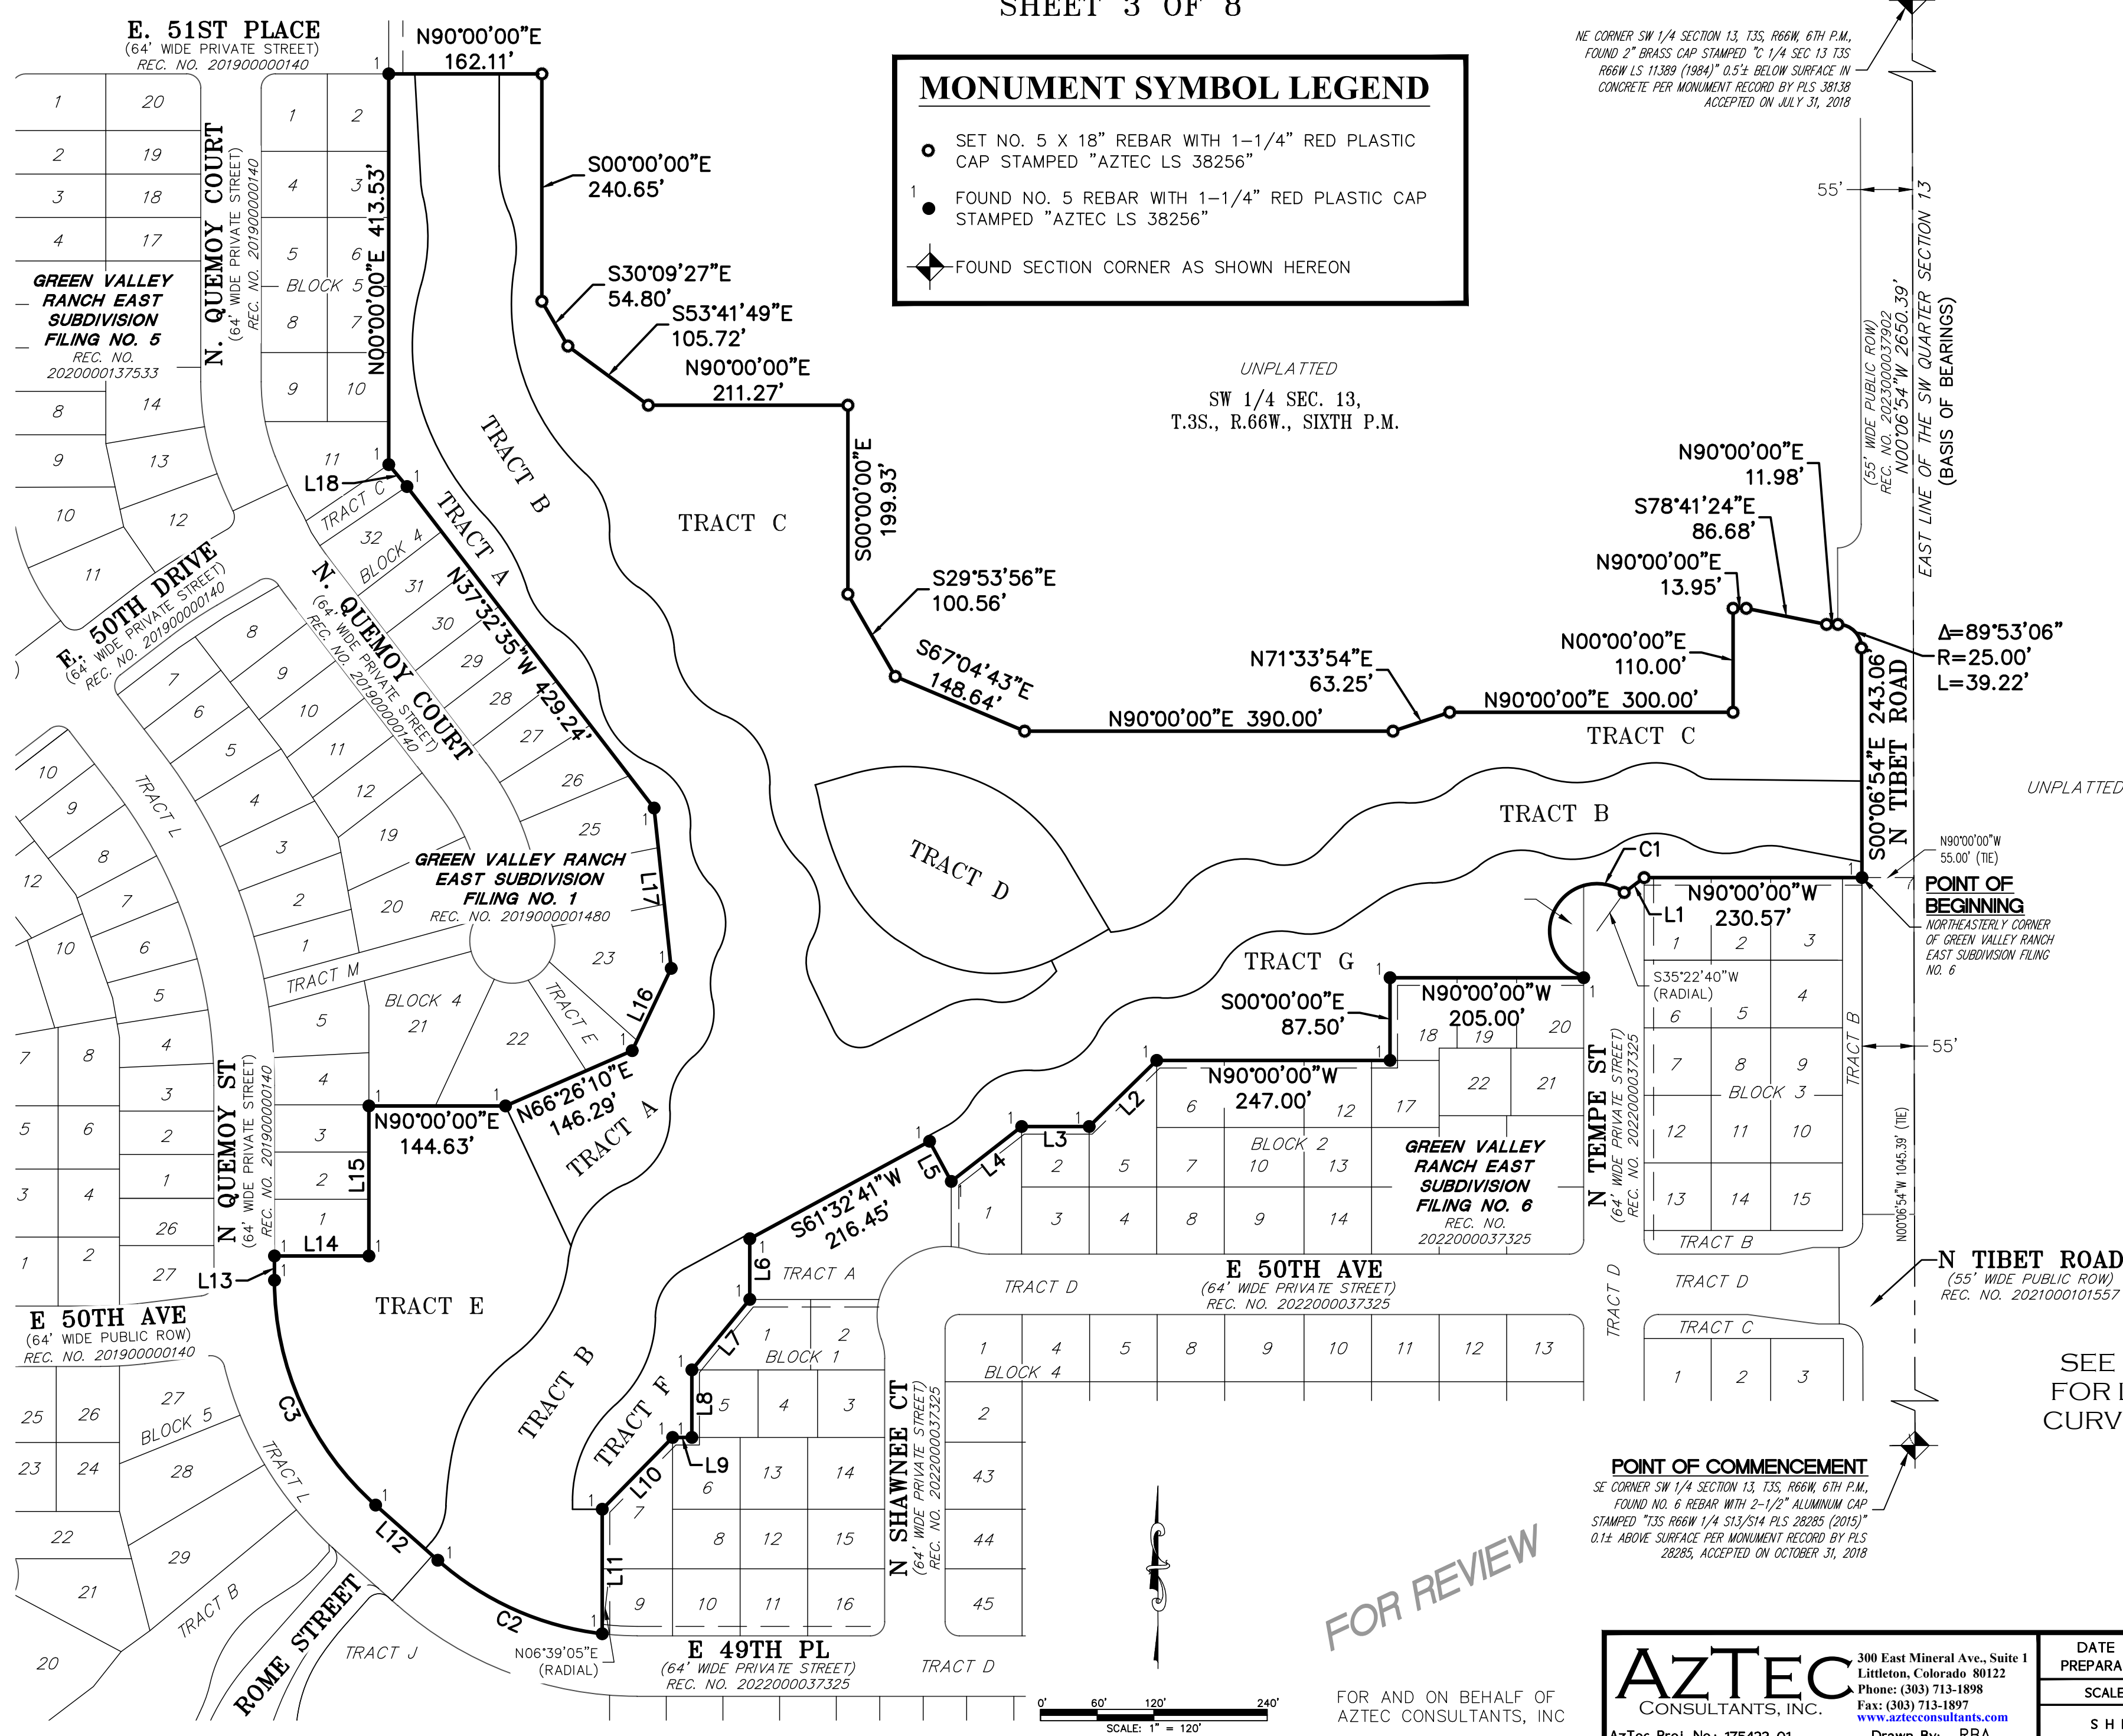 SHEET 3 OF 8
E. 51ST PLACE
(64' WIDE PRIVATE STREET)
REC. NO. 201900000140
N90°00'00"E
162.11'
NE CORNER SW 1/4 SECTION 13, T3S, R66W, 6TH P.M.,
FOUND 2" BRASS CAP STAMPED "C 1/4 SEC 13 T3S
R66W LS 11389 (1984)" 0.5'± BELOW SURFACE IN
CONCRETE PER MONUMENT RECORD BY PLS 38138
ACCEPTED ON JULY 31, 2018
MONUMENT SYMBOL LEGEND
SET NO. 5 X 18" REBAR WITH 1-1/4" RED PLASTIC
CAP STAMPED "AZTEC LS 38256"
1 FOUND NO. 5 REBAR WITH 1-1/4" RED PLASTIC CAP
STAMPED "AZTEC LS 38256"
FOUND SECTION CORNER AS SHOWN HEREON
N. QUEMOY COURT
(64' WIDE PRIVATE STREET)
REC. NO. 201900000140
N00°00'00"E 413.53'
S00°00'00"E
240.65'
S30°09'27"E
54.80'
S53°41'49"E
105.72'
N90°00'00"E
211.27'
GREEN VALLEY
RANCH EAST
SUBDIVISION
FILING NO. 5
REC. NO.
2020000137533
BLOCK 5
UNPLATTED
SW 1/4 SEC. 13,
T.3S., R.66W., SIXTH P.M.
55'
(55' WIDE PUBLIC ROW)
REC. NO. 2023000037902
N00°06'54"W 2650.39'
EAST LINE OF THE SW QUARTER SECTION 13
(BASIS OF BEARINGS)
TRACT B
TRACT C
S00°00'00"E
199.93'
L18
TRACT C
BLOCK 4
TRACT A
N37°32'35"W 429.24'
E. 50TH DRIVE
(64' WIDE PRIVATE STREET)
REC. NO. 201900000140
N. QUEMOY COURT
(64' WIDE PRIVATE STREET)
REC. NO. 201900000140
S29°53'56"E
100.56'
S67°04'43"E
148.64'
N90°00'00"E 390.00'
N71°33'54"E
63.25'
N90°00'00"E 300.00'
N00°00'00"E
110.00'
N90°00'00"E
13.95'
S78°41'24"E
86.68'
N90°00'00"E
11.98'
Δ=89°53'06"
R=25.00'
L=39.22'
S00°06'54"E 243.06
N TIBET ROAD
TRACT C
TRACT B
UNPLATTED
TRACT D
TRACT L
GREEN VALLEY RANCH
EAST SUBDIVISION
FILING NO. 1
REC. NO. 2019000001480
L17
C1
L1
N90°00'00"W
230.57'
N90°00'00"W
55.00' (TIE)
POINT OF
BEGINNING
NORTHEASTERLY CORNER
OF GREEN VALLEY RANCH
EAST SUBDIVISION FILING
NO. 6
TRACT G
S35°22'40"W
(RADIAL)
S00°00'00"E
87.50'
N90°00'00"W
205.00'
TRACT M
BLOCK 4
TRACT E
L16
N66°26'10"E
146.29'
N90°00'00"E
144.63'
TRACT A
L15
N QUEMOY ST
(64' WIDE PRIVATE STREET)
REC. NO. 201900000140
L14
L13
TRACT E
N90°00'00"W
247.00'
L2
L3
L4
L5
S61°32'41"W
216.45'
BLOCK 2
GREEN VALLEY
RANCH EAST
SUBDIVISION
FILING NO. 6
REC. NO.
2022000037325
N TEMPE ST
(64' WIDE PRIVATE STREET)
REC. NO. 2022000037325
BLOCK 3
TRACT B
55'
N00°06'54"W 1045.39' (TIE)
TRACT B
TRACT D
TRACT D
TRACT C
N TIBET ROAD
(55' WIDE PUBLIC ROW)
REC. NO. 2021000101557
E 50TH AVE
(64' WIDE PUBLIC ROW)
REC. NO. 201900000140
TRACT D
E 50TH AVE
(64' WIDE PRIVATE STREET)
REC. NO. 2022000037325
L6
TRACT A
L7
BLOCK 1
L8
L9
L10
L11
TRACT B
TRACT F
BLOCK 4
N SHAWNEE CT
(64' WIDE PRIVATE STREET)
REC. NO. 2022000037325
C3
BLOCK 5
TRACT L
L12
C2
TRACT B
ROME STREET
TRACT J
N06°39'05"E
(RADIAL)
E 49TH PL
(64' WIDE PRIVATE STREET)
REC. NO. 2022000037325
TRACT D
SEE
FOR L
CURV
POINT OF COMMENCEMENT
SE CORNER SW 1/4 SECTION 13, T3S, R66W, 6TH P.M.,
FOUND NO. 6 REBAR WITH 2-1/2" ALUMINUM CAP
STAMPED "T3S R66W 1/4 S13/S14 PLS 28285 (2015)"
0.1± ABOVE SURFACE PER MONUMENT RECORD BY PLS
28285, ACCEPTED ON OCTOBER 31, 2018
FOR REVIEW
0' 60' 120' 240'
SCALE: 1" = 120'
FOR AND ON BEHALF OF
AZTEC CONSULTANTS, INC
AZTEC
CONSULTANTS, INC.
300 East Mineral Ave., Suite 1
Littleton, Colorado 80122
Phone: (303) 713-1898
Fax: (303) 713-1897
www.aztecconsultants.com
DATE
PREPARA
SCALE
SH
AzTec Proj. No.: 175422-01
Drawn By: RBA